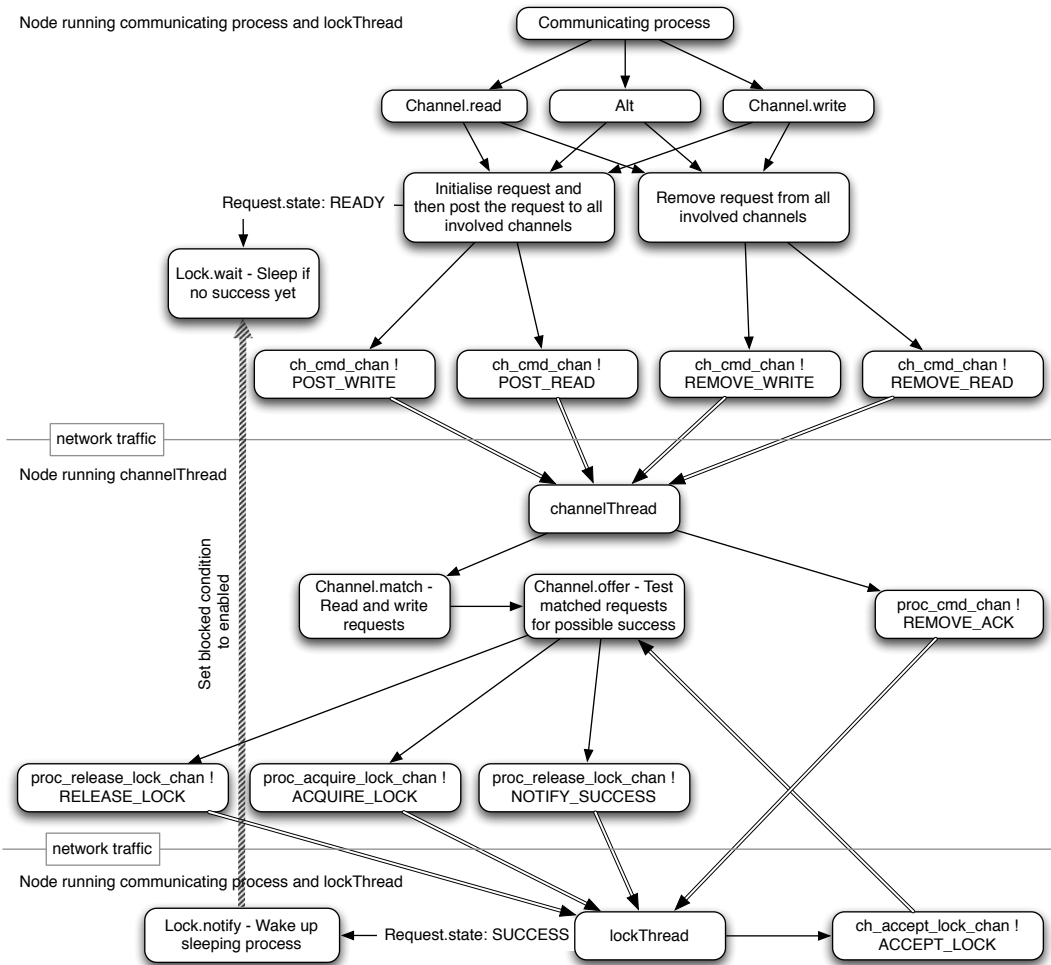 Node running communicating process and lockThread
Communicating process
Channel.read
Alt
Channel.write
Request.state: READY
Initialise request and
then post the request to all
involved channels
Remove request from all
involved channels
Lock.wait - Sleep if
no success yet
ch_cmd_chan !
POST_WRITE
ch_cmd_chan !
POST_READ
ch_cmd_chan !
REMOVE_WRITE
ch_cmd_chan !
REMOVE_READ
network traffic
Node running channelThread
channelThread
Set blocked condition
to enabled
Channel.match -
Read and write
requests
Channel.offer - Test
matched requests
for possible success
proc_cmd_chan !
REMOVE_ACK
proc_release_lock_chan !
RELEASE_LOCK
proc_acquire_lock_chan !
ACQUIRE_LOCK
proc_release_lock_chan !
NOTIFY_SUCCESS
network traffic
Node running communicating process and lockThread
Lock.notify - Wake up
sleeping process
Request.state: SUCCESS
lockThread
ch_accept_lock_chan !
ACCEPT_LOCK